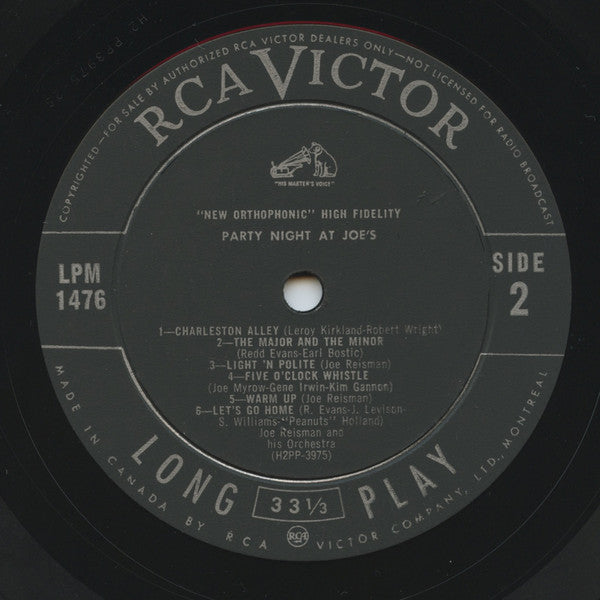 COPYRIGHTED—FOR SALE BY AUTHORIZED RCA VICTOR DEALERS ONLY—NOT LICENSED FOR RADIO BROADCAST
RCA VICTOR
"HIS MASTER'S VOICE"
"NEW ORTHOPHONIC" HIGH FIDELITY
PARTY NIGHT AT JOE'S
LPM
1476
SIDE
2
1—CHARLESTON ALLEY (Leroy Kirkland-Robert Wright)
2—THE MAJOR AND THE MINOR
(Redd Evans-Earl Bostic)
3—LIGHT 'N POLITE (Joe Reisman)
4—FIVE O'CLOCK WHISTLE
(Joe Myrow-Gene Irwin-Kim Gannon)
5—WARM UP (Joe Reisman)
6—LET'S GO HOME (R. Evans-J. Levison-
S. Williams-"Peanuts" Holland)
Joe Reisman and
his Orchestra
(H2PP-3975)
LONG 33 1/3 PLAY
MADE IN CANADA BY RCA RCA VICTOR COMPANY, LTD., MONTREAL